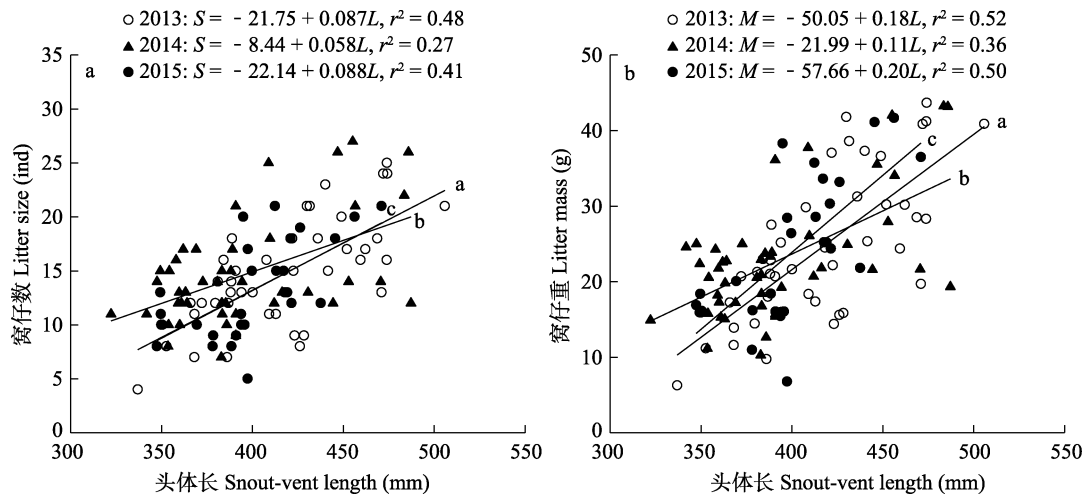 2013: S = - 21.75 + 0.087L, r² = 0.48
2014: S = - 8.44 + 0.058L, r² = 0.27
2015: S = - 22.14 + 0.088L, r² = 0.41
a
35
30
25
20
15
10
5
0
窝仔数 Litter size (ind)
a
c
b
300
350
400
450
500
550
头体长 Snout-vent length (mm)
2013: M = - 50.05 + 0.18L, r² = 0.52
2014: M = - 21.99 + 0.11L, r² = 0.36
2015: M = - 57.66 + 0.20L, r² = 0.50
b
50
40
30
20
10
0
窝仔重 Litter mass (g)
a
c
b
300
350
400
450
500
550
头体长 Snout-vent length (mm)